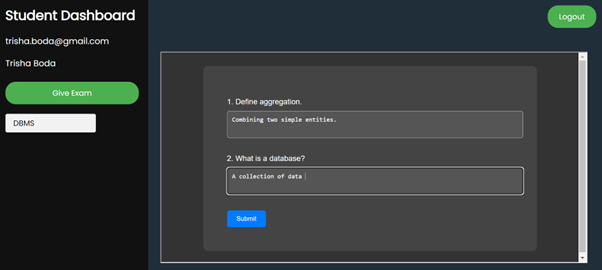 Student Dashboard
trisha.boda@gmail.com
Trisha Boda
Give Exam
DBMS
Logout
1. Define aggregation.
Combining two simple entities.
2. What is a database?
A collection of data
Submit